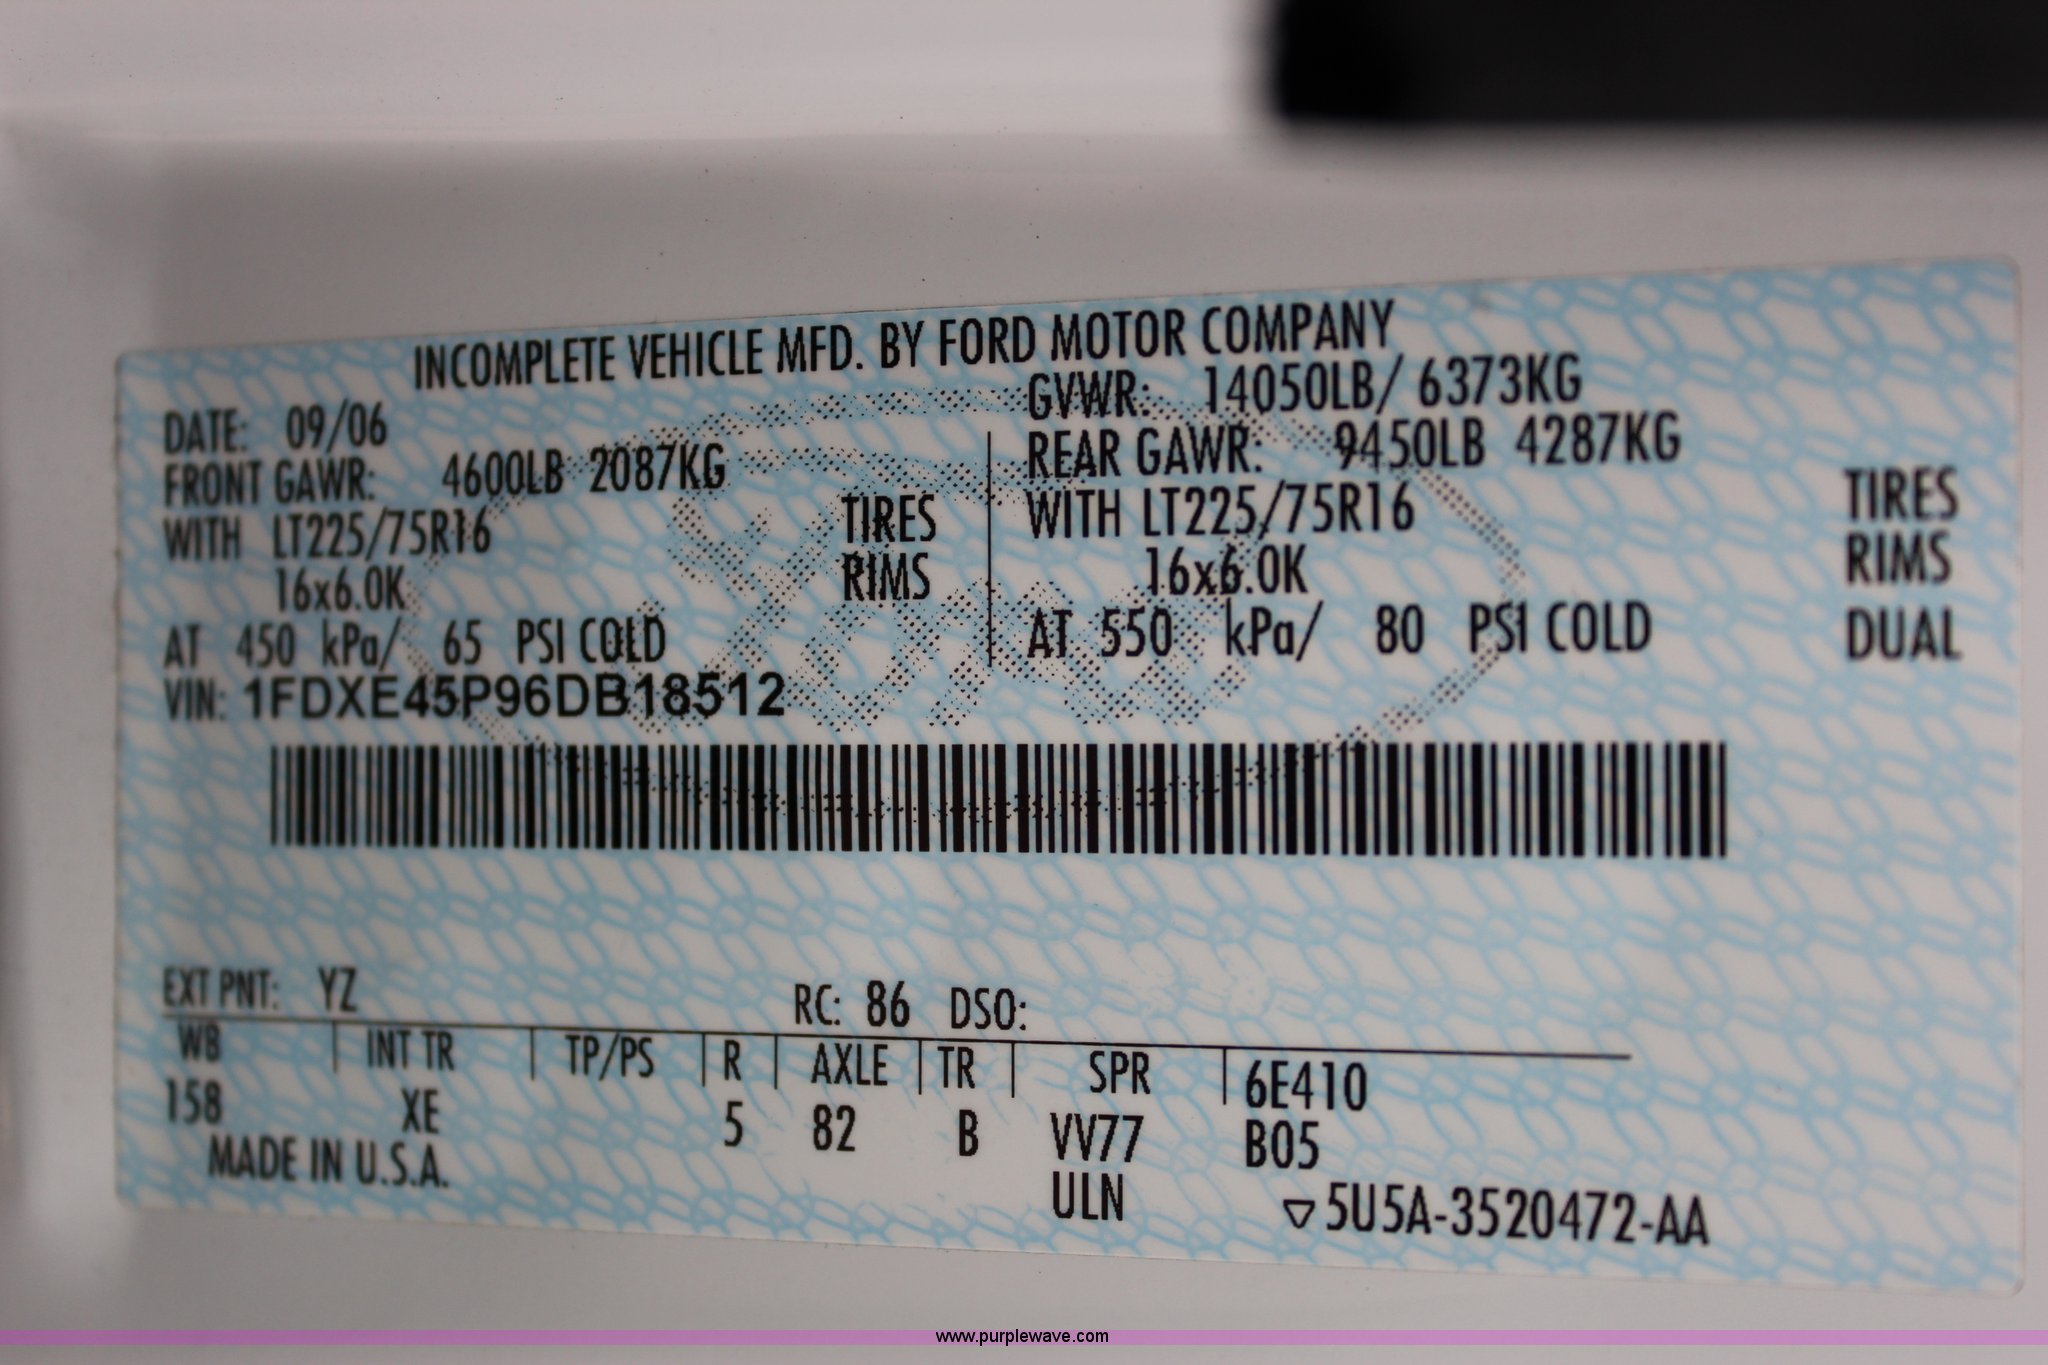 INCOMPLETE VEHICLE MFD. BY FORD MOTOR COMPANY
DATE: 09/06 GVWR: 14050LB/ 6373KG
FRONT GAWR: 4600LB 2087KG REAR GAWR: 9450LB 4287KG
WITH LT225/75R16 TIRES WITH LT225/75R16 TIRES
16x6.0K RIMS 16x6.0K RIMS
AT 450 kPa/ 65 PSI COLD AT 550 kPa/ 80 PSI COLD DUAL
VIN: 1FDXE45P96DB18512
EXT PNT: YZ RC: 86 DSO:
WB INT TR TP/PS R AXLE TR SPR 6E410
158 XE 5 82 B VV77 B05
MADE IN U.S.A. ULN ▽5U5A-3520472-AA
www.purplewave.com